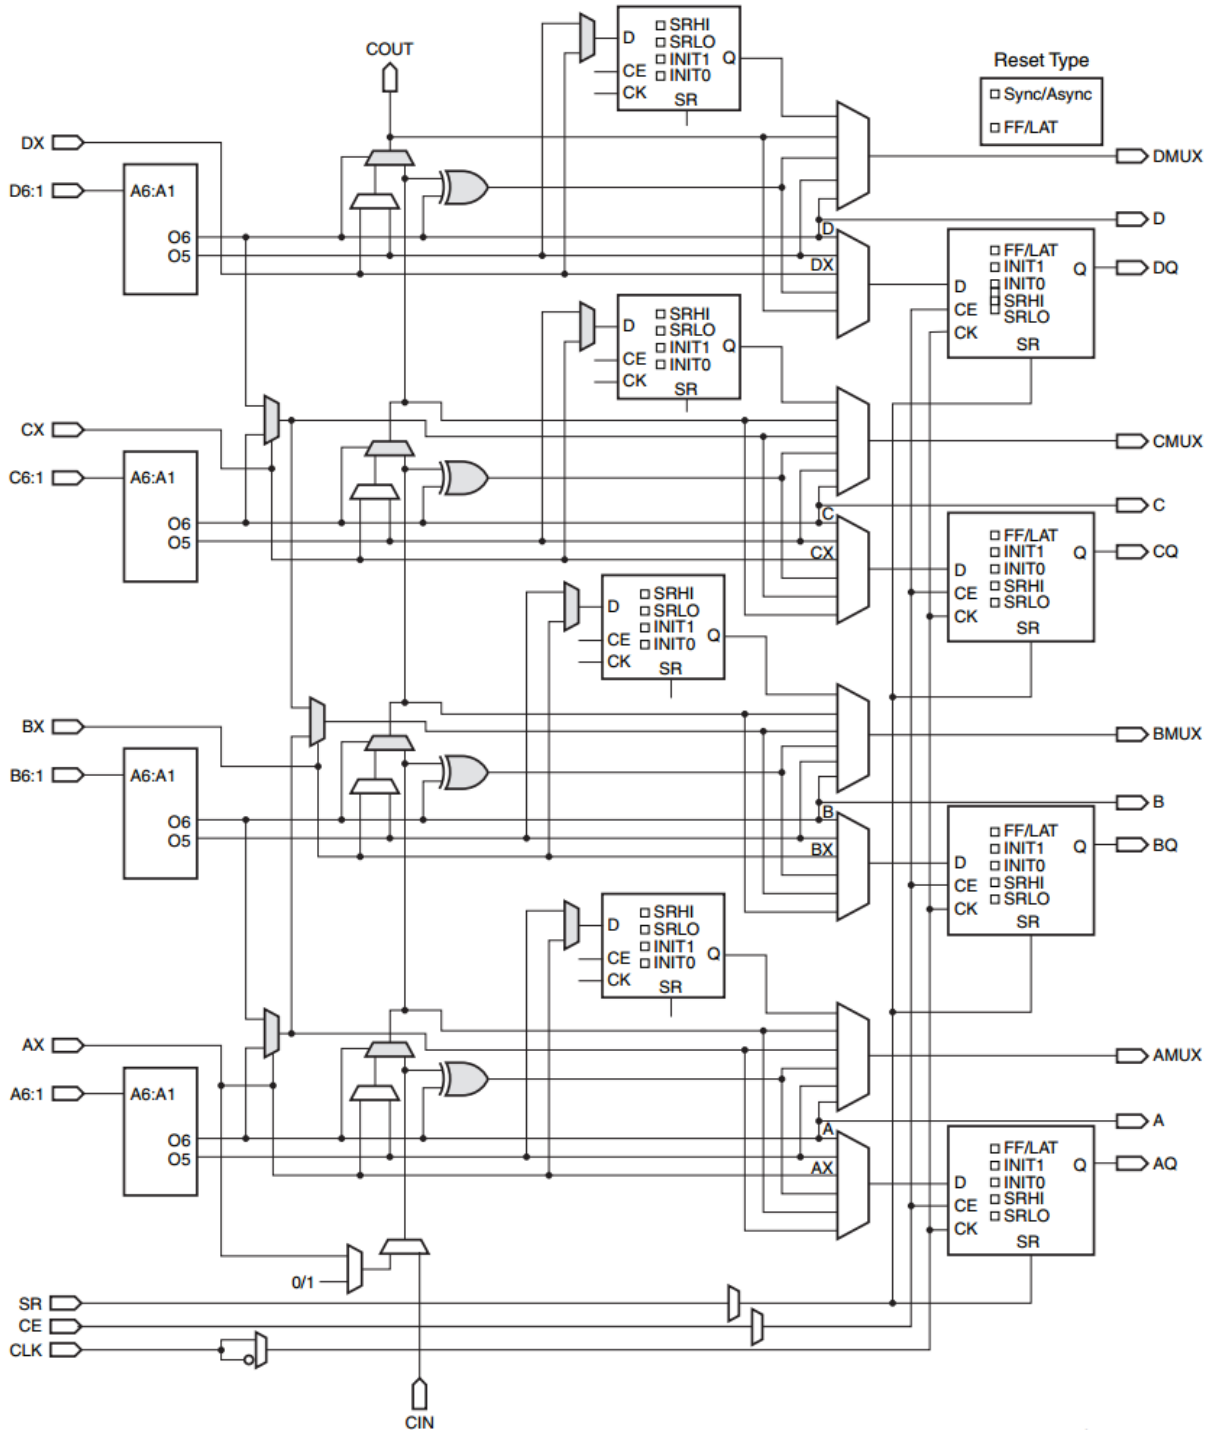 COUT
SRHI
SRLO
INIT1
INIT0
D
CE
CK
Q
SR
Reset Type
Sync/Async
FF/LAT
DX
D6:1
A6:A1
O6
O5
DMUX
D
D
DX
FF/LAT
INIT1
INIT0
SRHI
SRLO
D
CE
CK
Q
SR
DQ
SRHI
SRLO
INIT1
INIT0
D
CE
CK
Q
SR
CX
C6:1
A6:A1
O6
O5
CMUX
C
C
CX
FF/LAT
INIT1
INIT0
SRHI
SRLO
D
CE
CK
Q
SR
CQ
SRHI
SRLO
INIT1
INIT0
D
CE
CK
Q
SR
BX
B6:1
A6:A1
O6
O5
BMUX
B
B
BX
FF/LAT
INIT1
INIT0
SRHI
SRLO
D
CE
CK
Q
SR
BQ
SRHI
SRLO
INIT1
INIT0
D
CE
CK
Q
SR
AX
A6:1
A6:A1
O6
O5
AMUX
A
A
AX
FF/LAT
INIT1
INIT0
SRHI
SRLO
D
CE
CK
Q
SR
AQ
0/1
SR
CE
CLK
CIN